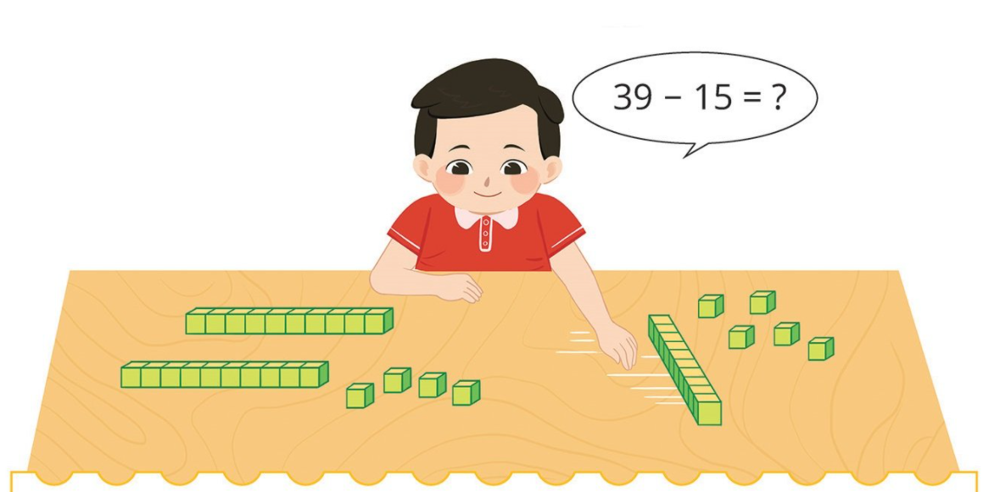 39 – 15 = ?